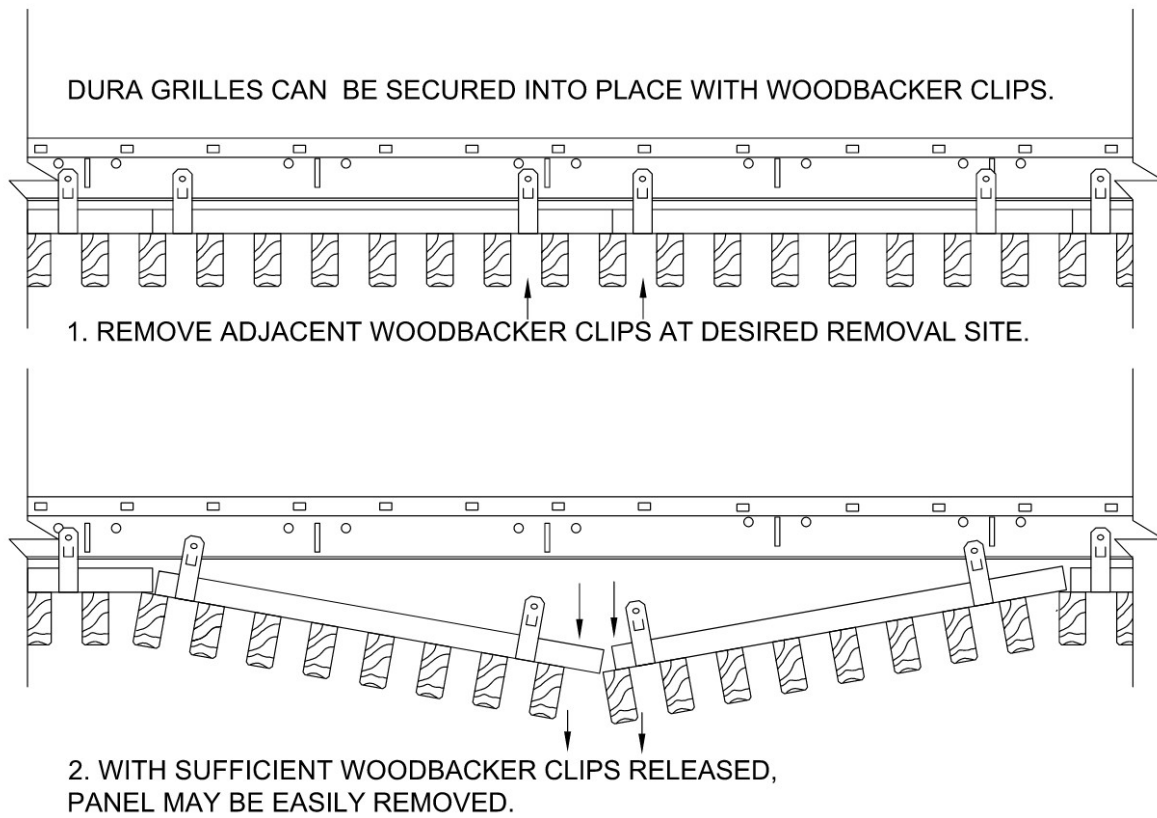 DURA GRILLES CAN BE SECURED INTO PLACE WITH WOODBACKER CLIPS.
1. REMOVE ADJACENT WOODBACKER CLIPS AT DESIRED REMOVAL SITE.
2. WITH SUFFICIENT WOODBACKER CLIPS RELEASED,
PANEL MAY BE EASILY REMOVED.